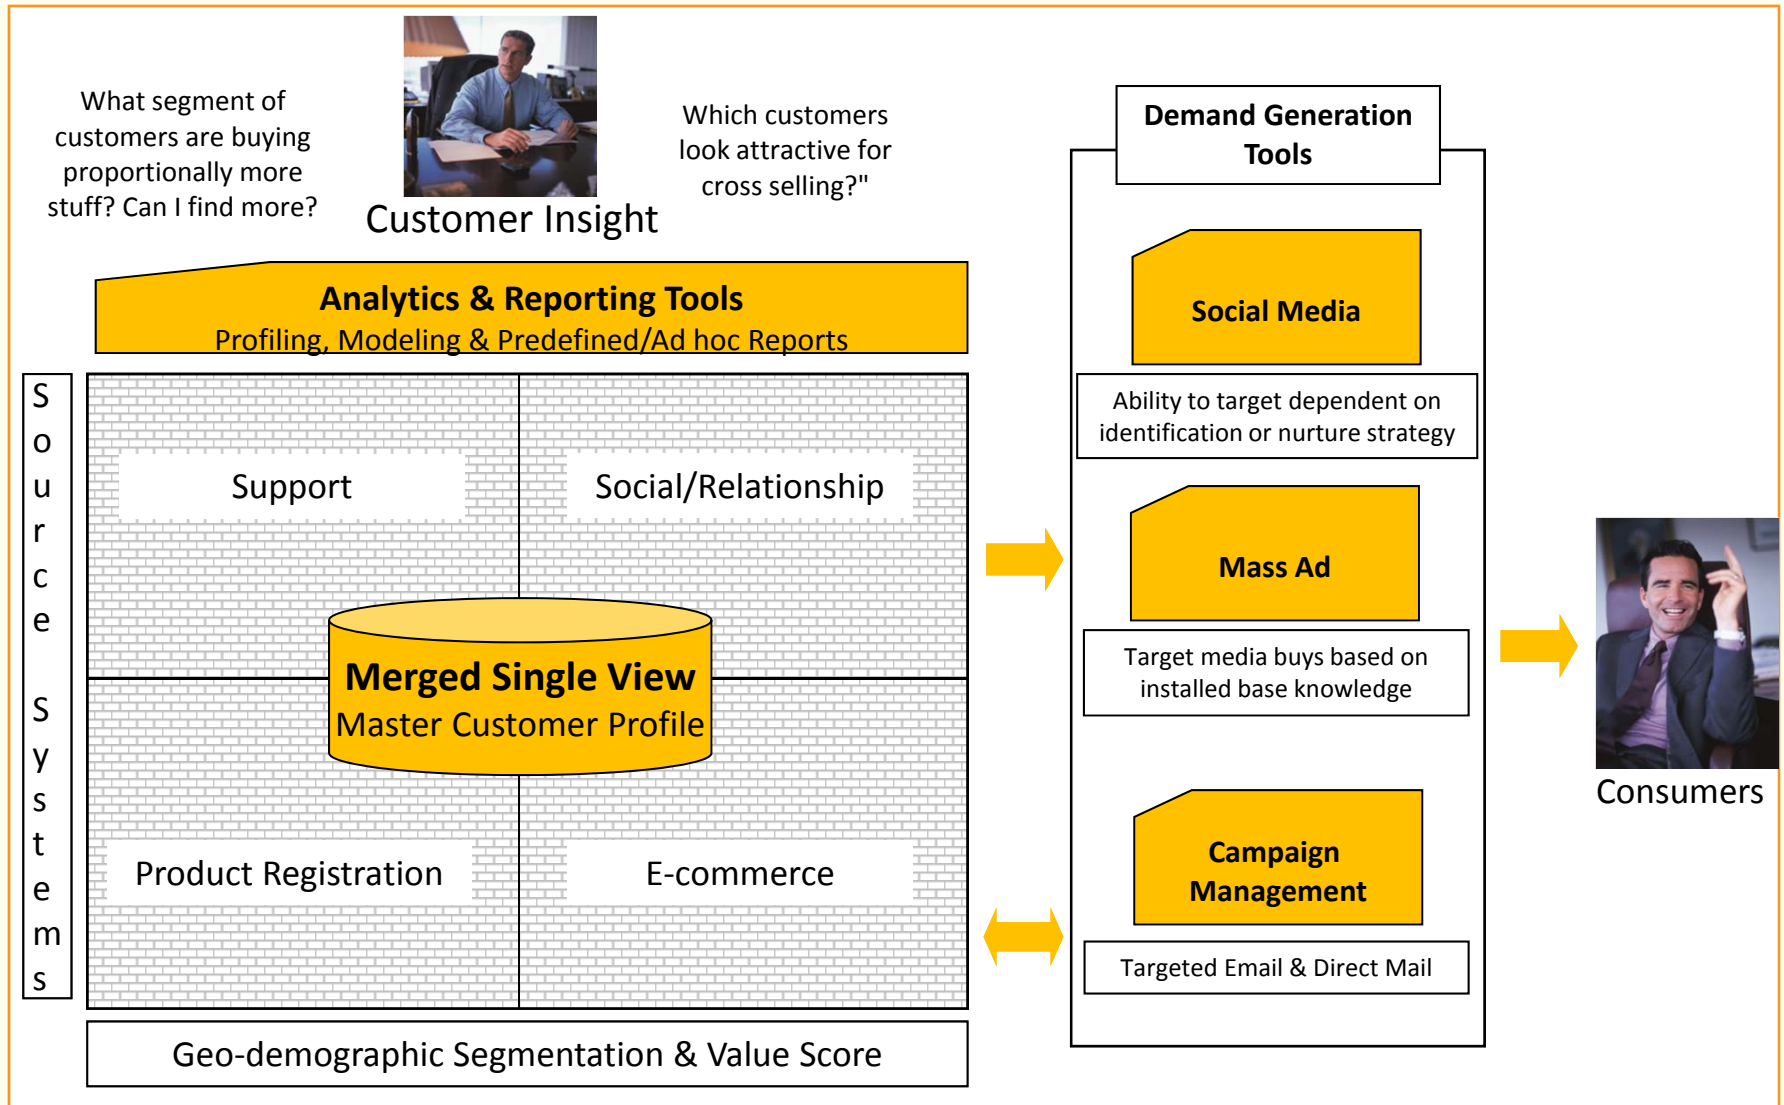 What segment of
customers are buying
proportionally more
stuff? Can I find more?
Customer Insight
Which customers
look attractive for
cross selling?"
Analytics & Reporting Tools
Profiling, Modeling & Predefined/Ad hoc Reports
Source Systems
Support
Social/Relationship
Merged Single View
Master Customer Profile
Product Registration
E-commerce
Geo-demographic Segmentation & Value Score
Demand Generation
Tools
Social Media
Ability to target dependent on
identification or nurture strategy
Mass Ad
Target media buys based on
installed base knowledge
Campaign
Management
Targeted Email & Direct Mail
Consumers